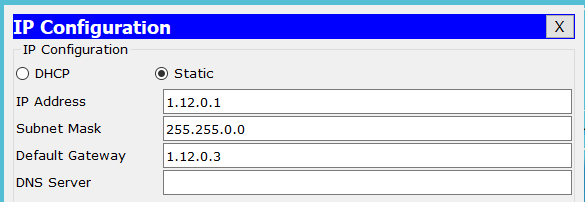 IP Configuration X
IP Configuration
DHCP Static
IP Address 1.12.0.1
Subnet Mask 255.255.0.0
Default Gateway 1.12.0.3
DNS Server